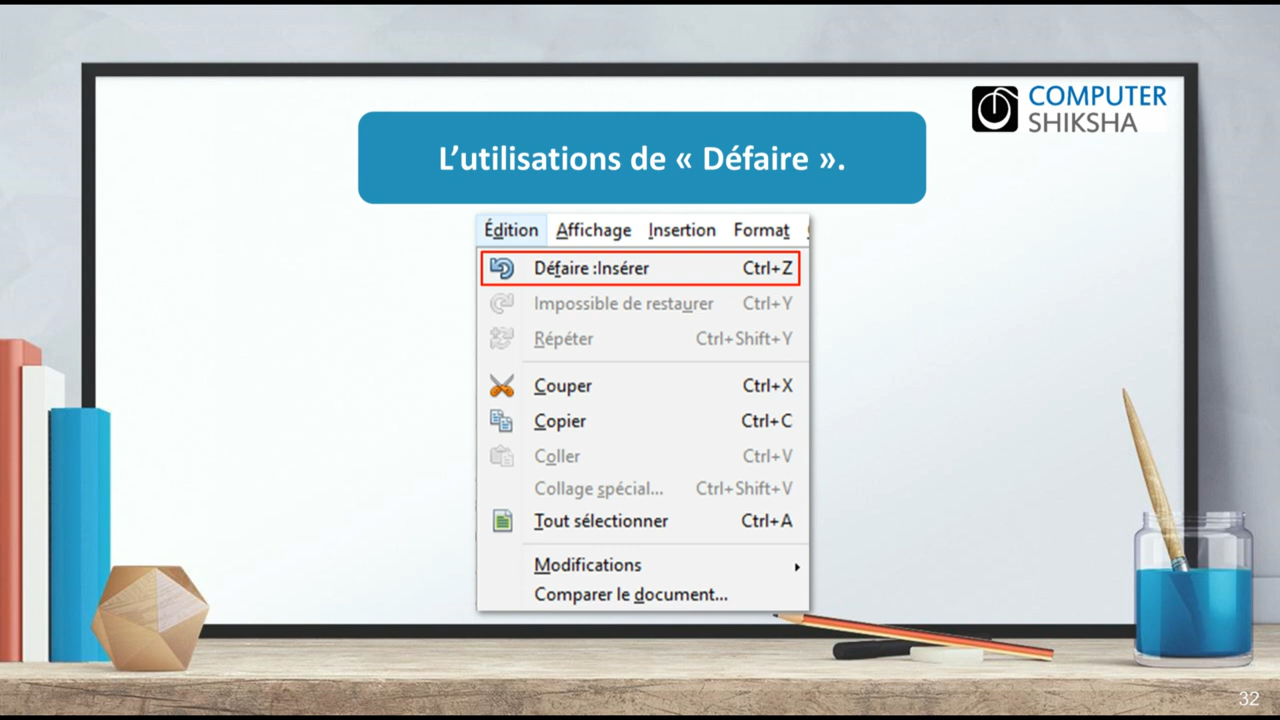 COMPUTER
SHIKSHA
L’utilisations de « Défaire ».
Édition Affichage Insertion Format
Défaire :Insérer Ctrl+Z
Impossible de restaurer Ctrl+Y
Répéter Ctrl+Shift+Y
Couper Ctrl+X
Copier Ctrl+C
Coller Ctrl+V
Collage spécial... Ctrl+Shift+V
Tout sélectionner Ctrl+A
Modifications
Comparer le document...
32